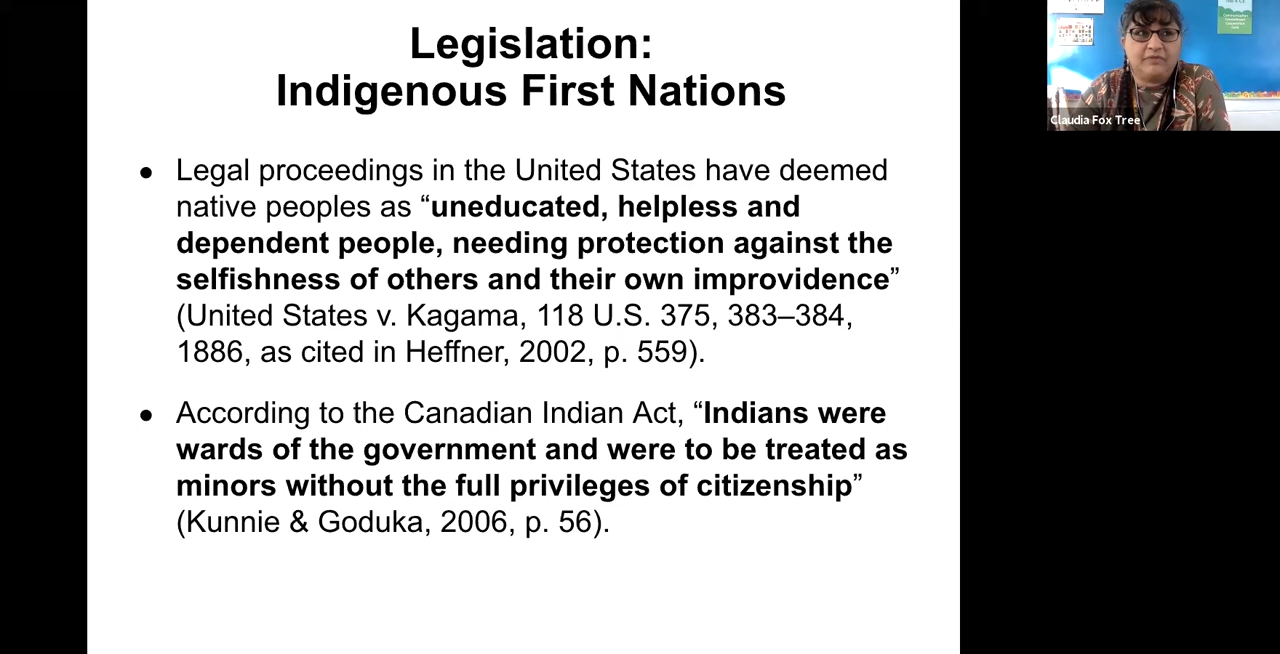 Legislation:
Indigenous First Nations
● Legal proceedings in the United States have deemed
native peoples as “uneducated, helpless and
dependent people, needing protection against the
selfishness of others and their own improvidence”
(United States v. Kagama, 118 U.S. 375, 383–384,
1886, as cited in Heffner, 2002, p. 559).
● According to the Canadian Indian Act, “Indians were
wards of the government and were to be treated as
minors without the full privileges of citizenship”
(Kunnie & Goduka, 2006, p. 56).
Claudia Fox Tree